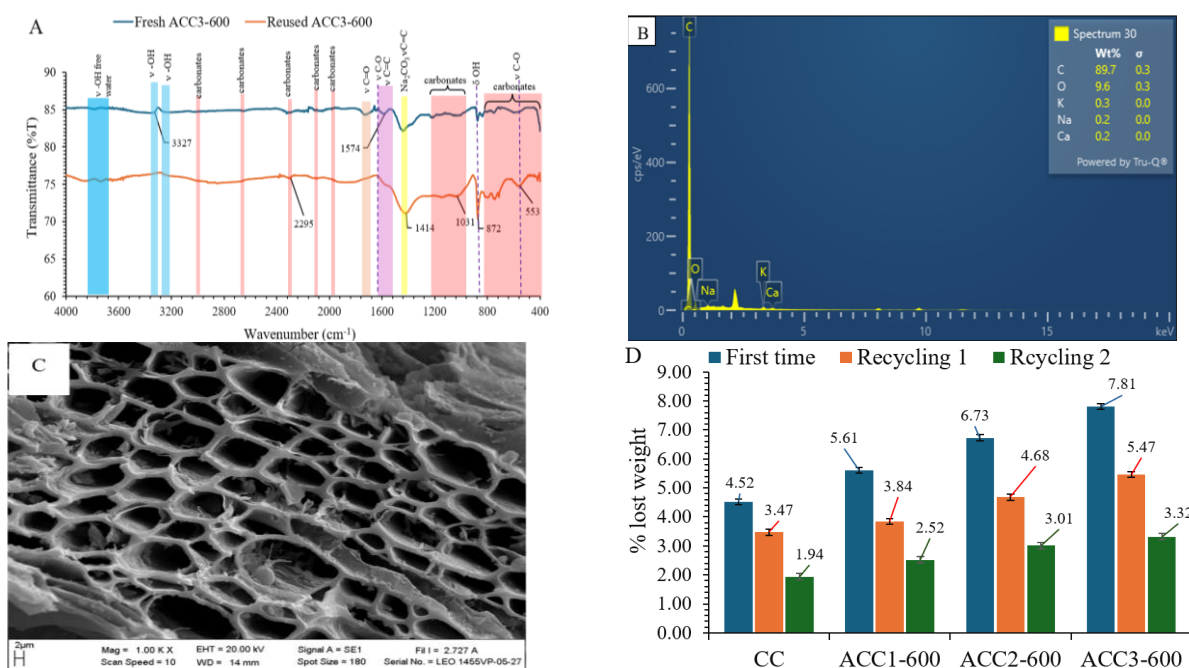 Fresh ACC3-600
Reused ACC3-600
A
ν -OH free
water
ν -OH
ν -OH
carbonates
carbonates
carbonates
carbonates
carbonates
ν C=O
ν C-O
ν C=C
Na2CO3 νC=C
carbonates
δ OH
ν C-O
carbonates
90
85
80
75
70
65
60
3327
1574
2295
1414
1031
872
553
4000
3600
3200
2800
2400
2000
1600
1200
800
400
Transmittance (%T)
Wavenumber (cm-1)
B
Spectrum 30
Wt% σ
C 89.7 0.3
O 9.6 0.3
K 0.3 0.0
Na 0.2 0.0
Ca 0.2 0.0
Powered by Tru-Q®
cps/eV
600
400
200
0
C
O
Na
K
Ca
0 5 10 15 keV
C
2µm
H
Mag = 1.00 K X EHT = 20.00 kV Signal A = SE1 Fil I = 2.727 A
Scan Speed = 10 WD = 14 mm Spot Size = 180 Serial No. = LEO 1455VP-05-27
D
First time
Recycling 1
Rcycling 2
% lost weight
9.00
8.00
7.00
6.00
5.00
4.00
3.00
2.00
1.00
0.00
4.52
3.47
1.94
5.61
3.84
2.52
6.73
4.68
3.01
7.81
5.47
3.32
CC ACC1-600 ACC2-600 ACC3-600